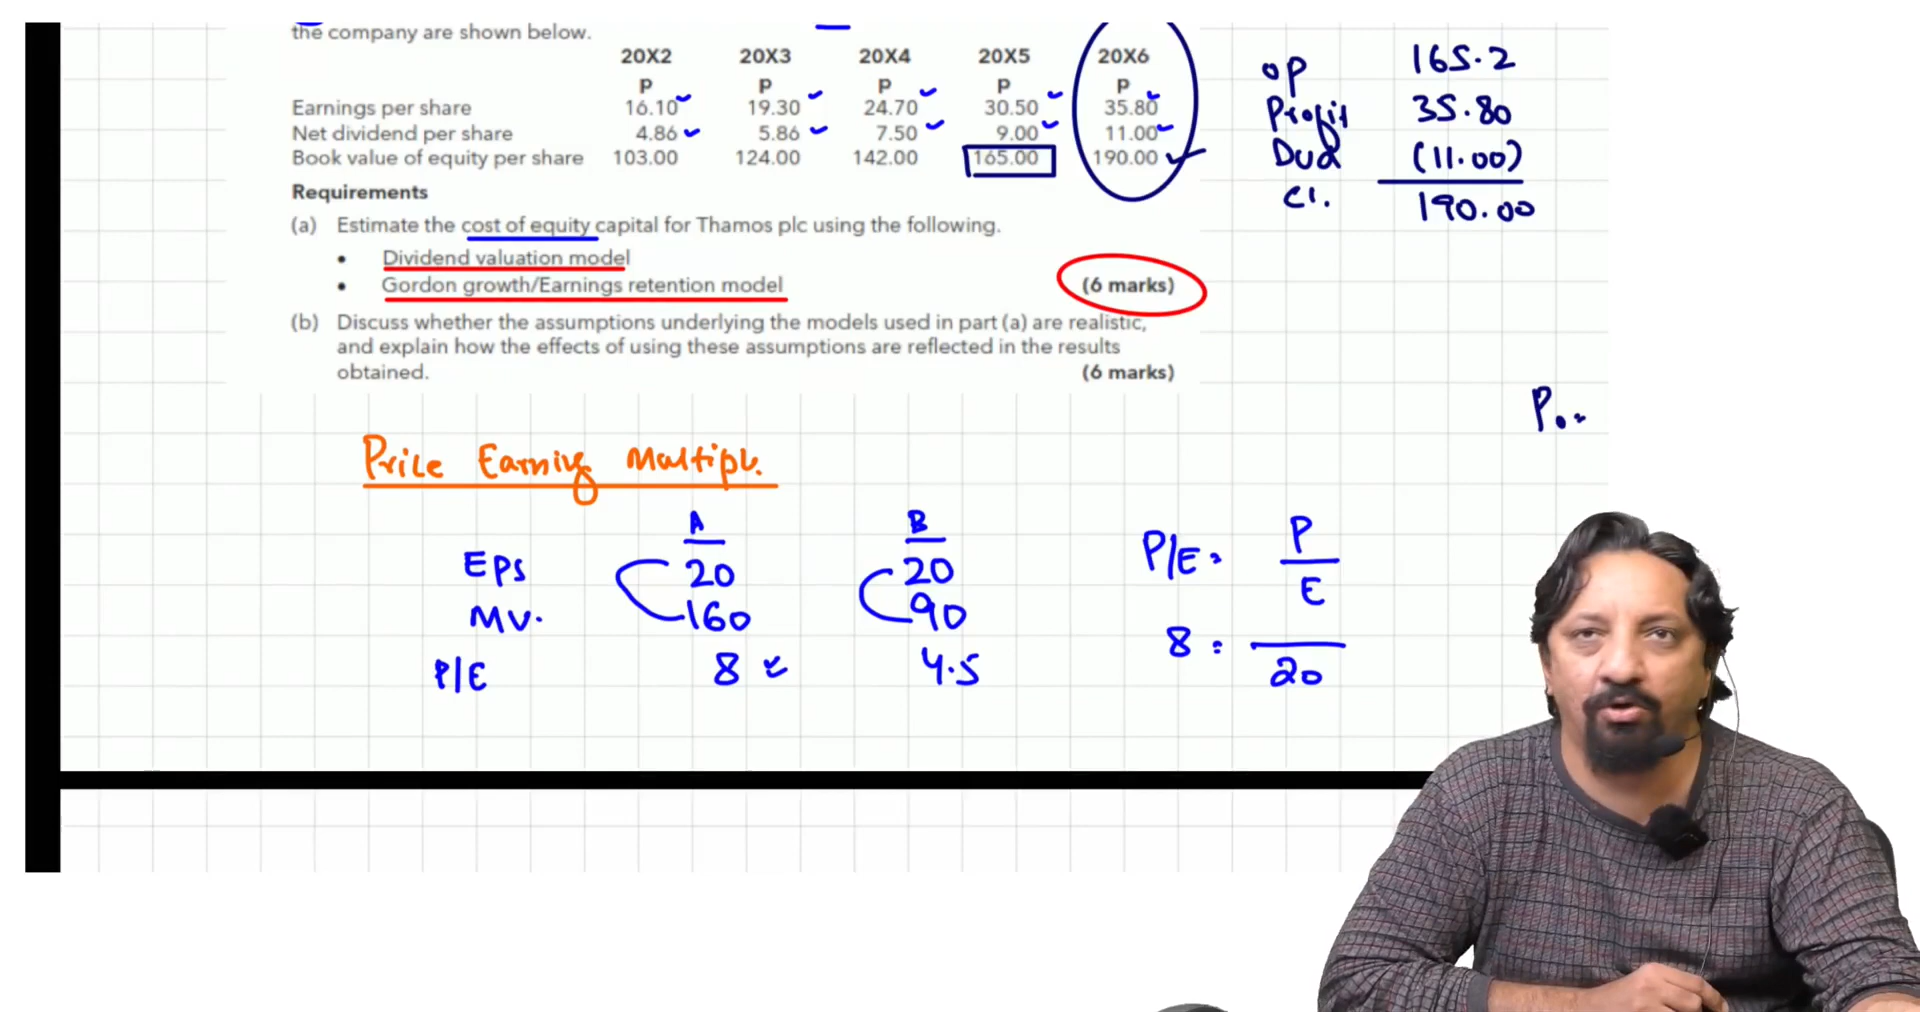 the company are shown below.
20X2 20X3 20X4 20X5 20X6
P P P P P
Earnings per share 16.10 19.30 24.70 30.50 35.80
Net dividend per share 4.86 5.86 7.50 9.00 11.00
Book value of equity per share 103.00 124.00 142.00 165.00 190.00
Requirements
(a) Estimate the cost of equity capital for Thamos plc using the following.
• Dividend valuation model
• Gordon growth/Earnings retention model (6 marks)
(b) Discuss whether the assumptions underlying the models used in part (a) are realistic,
and explain how the effects of using these assumptions are reflected in the results
obtained. (6 marks)
op 165.2
Profit 35.80
(11.00)
Cl. 190.00
Po=
Price Earning
A B
Eps 20 20
MV. 160 90
P/E 8 4.5
P/E = P
E
8 =
20